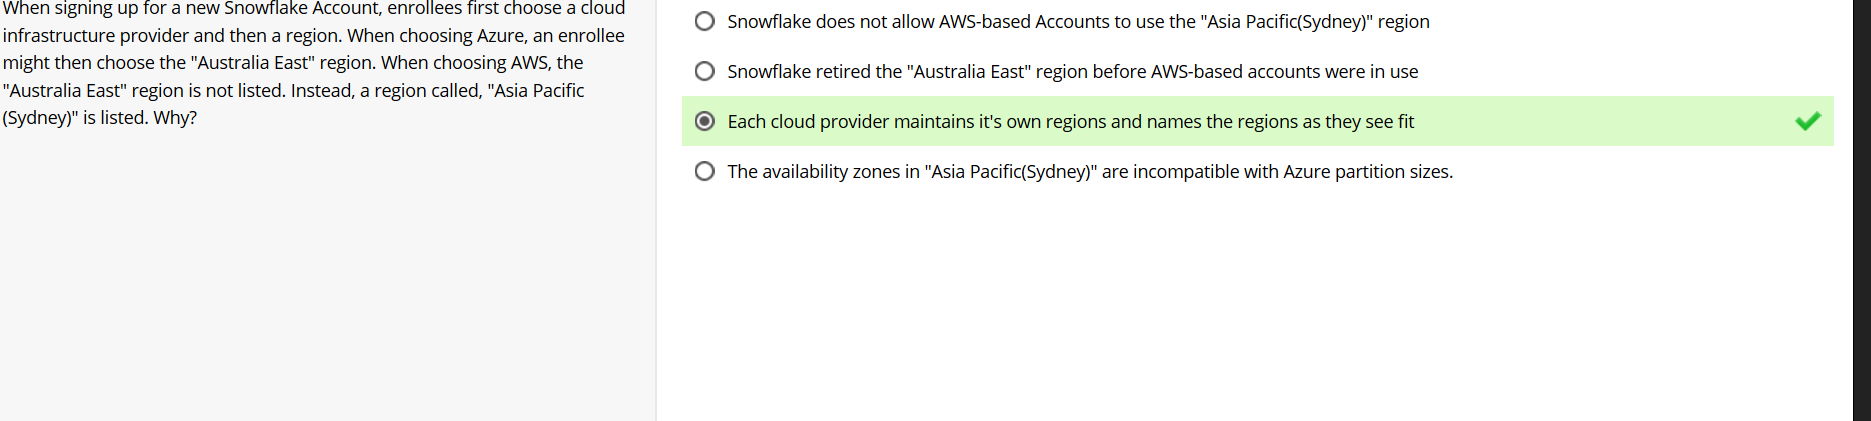 When signing up for a new Snowflake Account, enrollees first choose a cloud
infrastructure provider and then a region. When choosing Azure, an enrollee
might then choose the "Australia East" region. When choosing AWS, the
"Australia East" region is not listed. Instead, a region called, "Asia Pacific
(Sydney)" is listed. Why?
Snowflake does not allow AWS-based Accounts to use the "Asia Pacific(Sydney)" region
Snowflake retired the "Australia East" region before AWS-based accounts were in use
Each cloud provider maintains it's own regions and names the regions as they see fit
The availability zones in "Asia Pacific(Sydney)" are incompatible with Azure partition sizes.